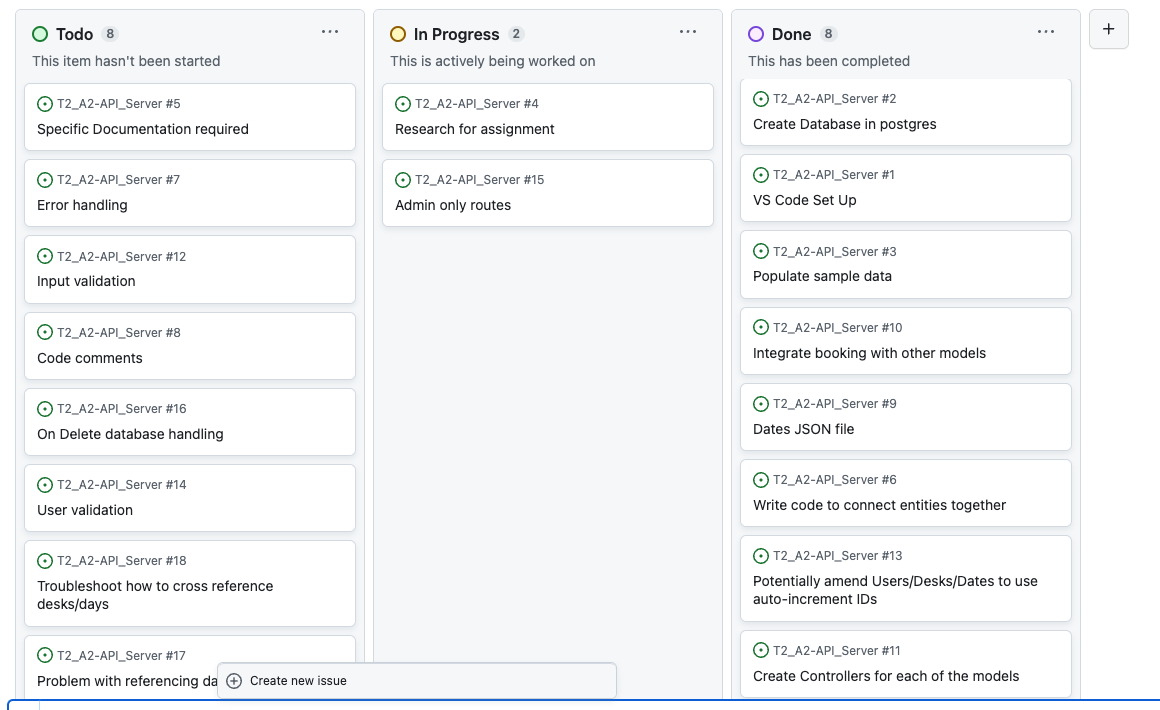 Todo 8
This item hasn't been started
T2_A2-API_Server #5
Specific Documentation required
T2_A2-API_Server #7
Error handling
T2_A2-API_Server #12
Input validation
T2_A2-API_Server #8
Code comments
T2_A2-API_Server #16
On Delete database handling
T2_A2-API_Server #14
User validation
T2_A2-API_Server #18
Troubleshoot how to cross reference
desks/days
T2_A2-API_Server #17
Problem with referencing da
Create new issue
In Progress 2
This is actively being worked on
T2_A2-API_Server #4
Research for assignment
T2_A2-API_Server #15
Admin only routes
Done 8
This has been completed
T2_A2-API_Server #2
Create Database in postgres
T2_A2-API_Server #1
VS Code Set Up
T2_A2-API_Server #3
Populate sample data
T2_A2-API_Server #10
Integrate booking with other models
T2_A2-API_Server #9
Dates JSON file
T2_A2-API_Server #6
Write code to connect entities together
T2_A2-API_Server #13
Potentially amend Users/Desks/Dates to use
auto-increment IDs
T2_A2-API_Server #11
Create Controllers for each of the models